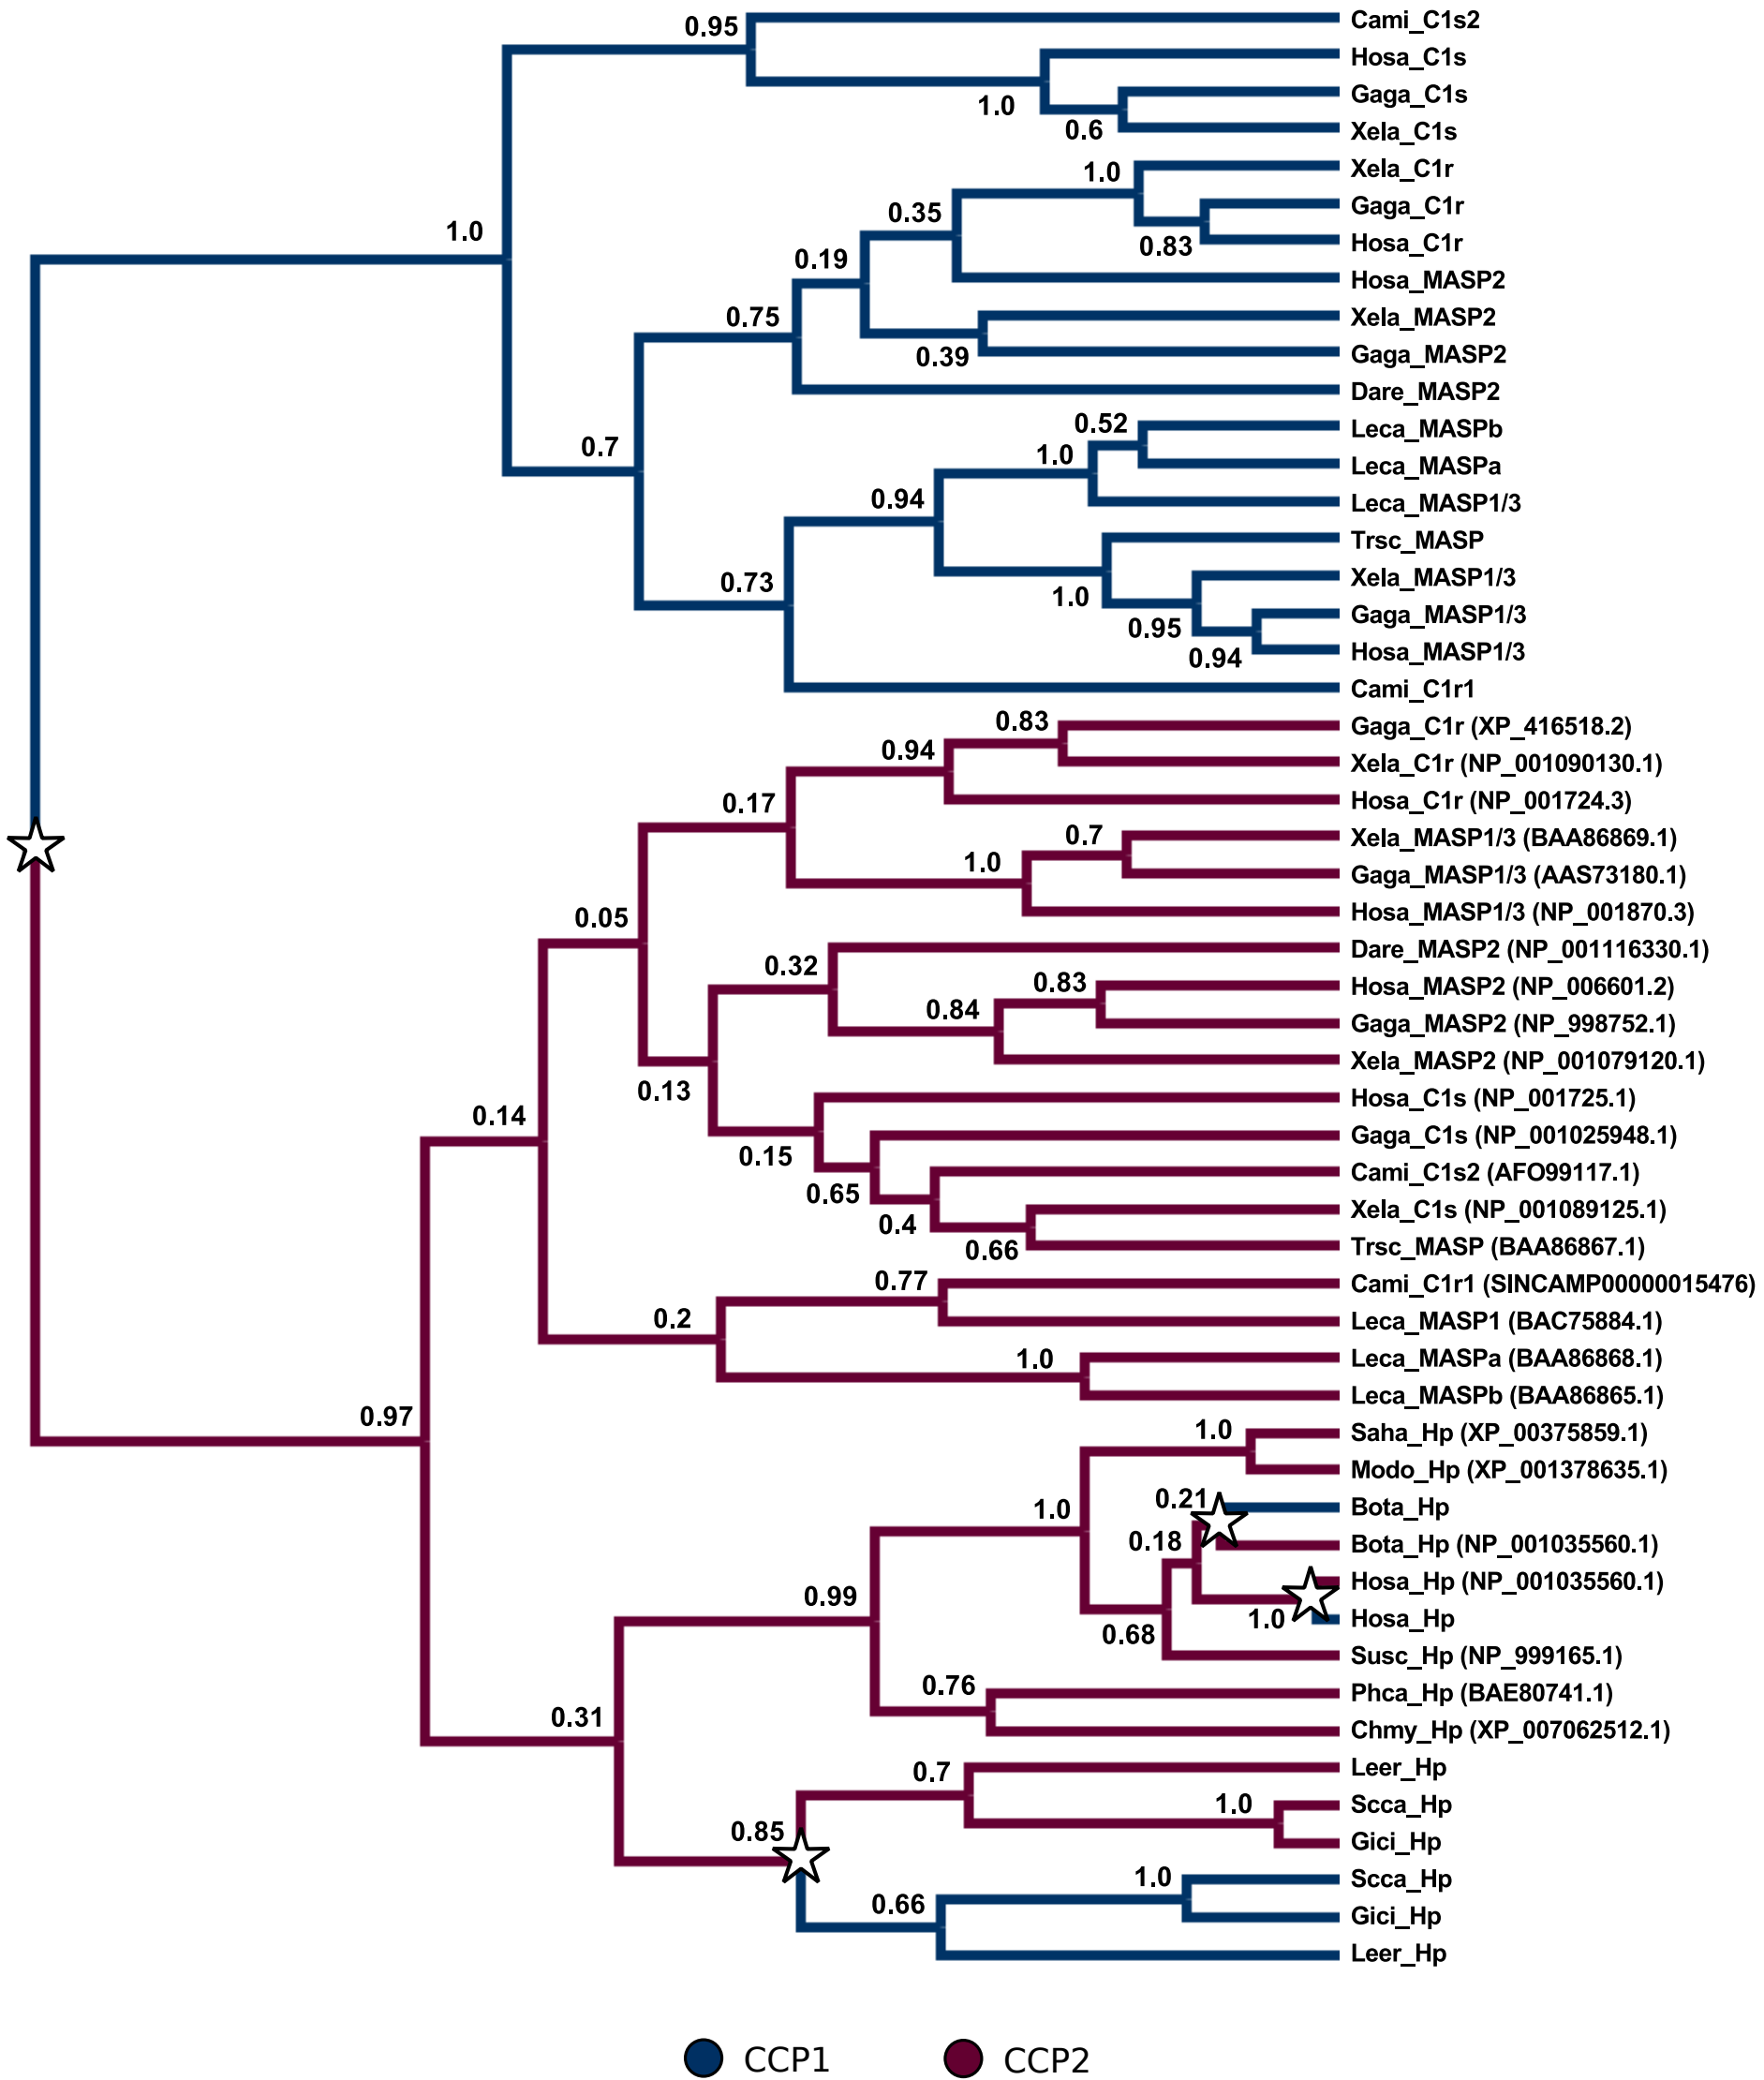 0.95
Cami_C1s2
Hosa_C1s
1.0
Gaga_C1s
0.6
Xela_C1s
1.0
Xela_C1r
Gaga_C1r
0.83
Hosa_C1r
0.35
Hosa_MASP2
1.0
0.19
Xela_MASP2
0.39
Gaga_MASP2
0.75
Dare_MASP2
0.52
Leca_MASPb
1.0
Leca_MASPa
0.7
0.94
Leca_MASP1/3
Trsc_MASP
0.73
1.0
Xela_MASP1/3
0.95
Gaga_MASP1/3
0.94
Hosa_MASP1/3
Cami_C1r1
0.83
Gaga_C1r (XP_416518.2)
0.94
Xela_C1r (NP_001090130.1)
0.17
Hosa_C1r (NP_001724.3)
0.7
Xela_MASP1/3 (BAA86869.1)
1.0
Gaga_MASP1/3 (AAS73180.1)
0.05
Hosa_MASP1/3 (NP_001870.3)
0.32
Dare_MASP2 (NP_001116330.1)
0.83
Hosa_MASP2 (NP_006601.2)
0.84
Gaga_MASP2 (NP_998752.1)
Xela_MASP2 (NP_001079120.1)
0.13
Hosa_C1s (NP_001725.1)
0.14
0.15
Gaga_C1s (NP_001025948.1)
0.65
Cami_C1s2 (AFO99117.1)
0.4
Xela_C1s (NP_001089125.1)
0.66
Trsc_MASP (BAA86867.1)
0.77
Cami_C1r1 (SINCAMP00000015476)
0.2
Leca_MASP1 (BAC75884.1)
1.0
Leca_MASPa (BAA86868.1)
Leca_MASPb (BAA86865.1)
0.97
1.0
Saha_Hp (XP_00375859.1)
Modo_Hp (XP_001378635.1)
1.0
0.21
Bota_Hp
0.18
Bota_Hp (NP_001035560.1)
0.99
Hosa_Hp (NP_001035560.1)
1.0
Hosa_Hp
0.68
Susc_Hp (NP_999165.1)
0.76
Phca_Hp (BAE80741.1)
0.31
Chmy_Hp (XP_007062512.1)
0.7
Leer_Hp
1.0
Scca_Hp
0.85
Gici_Hp
1.0
Scca_Hp
0.66
Gici_Hp
Leer_Hp
CCP1
CCP2